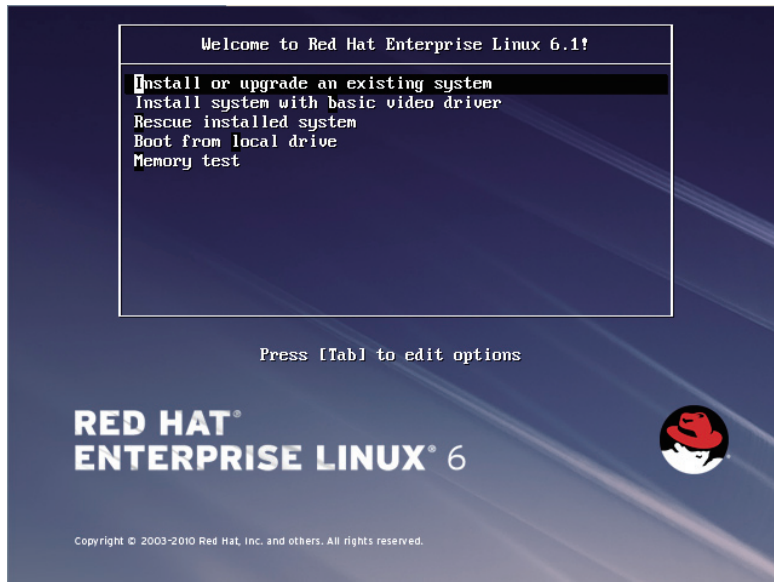 Welcome to Red Hat Enterprise Linux 6.1!
Install or upgrade an existing system
Install system with basic video driver
Rescue installed system
Boot from local drive
Memory test
Press [Tab] to edit options
RED HAT®
ENTERPRISE LINUX® 6
Copyright © 2003-2010 Red Hat, Inc. and others. All rights reserved.